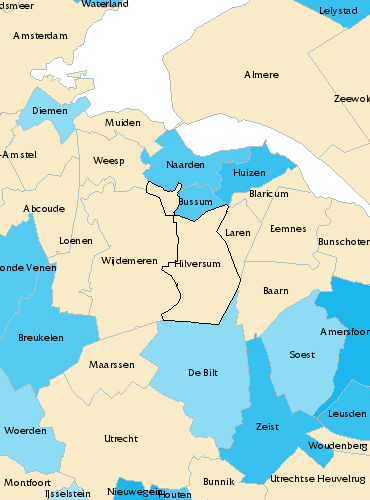 Waterland
dsmeer
Lelystad
Amsterdam
Almere
Zeewol
Diemen
Muiden
-Amstel
Weesp
Naarden
Huizen
Blaricum
Bussum
Abcoude
Laren
Eemnes
Loenen
Bunschoten
onde Venen
Wijdemeren
Hilversum
Baarn
Amersfoor
Breukelen
Soest
Maarssen
De Bilt
Leusden
Woerden
Zeist
Utrecht
Woudenberg
Montfoort
Bunnik
Utrechtse Heuvelrug
IJsselstein
Nieuwegein
Houten